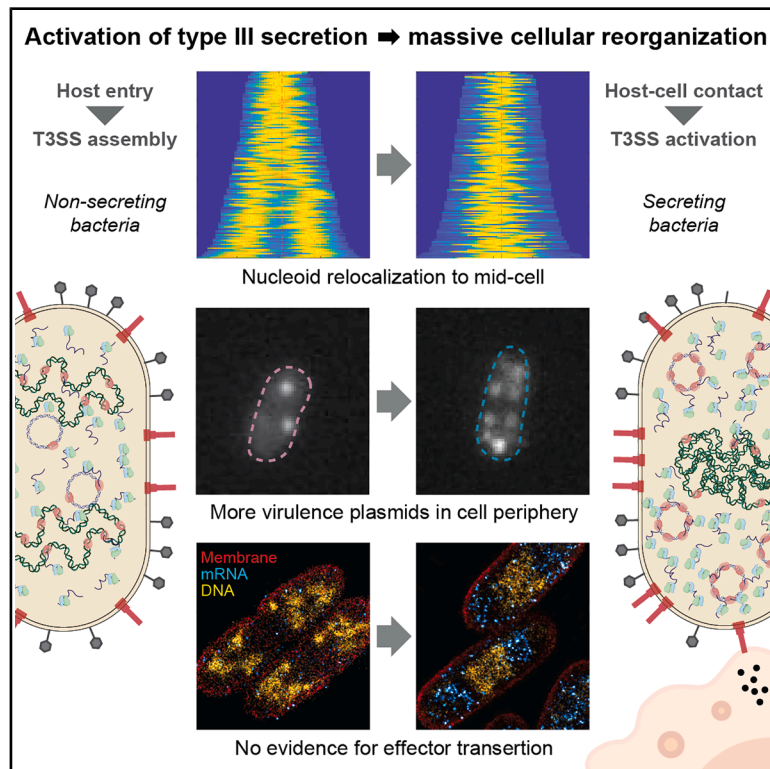 Activation of type III secretion ➡ massive cellular reorganization
Host entry
T3SS assembly
Non-secreting
bacteria
Host-cell contact
T3SS activation
Secreting
bacteria
Nucleoid relocalization to mid-cell
More virulence plasmids in cell periphery
Membrane
mRNA
DNA
No evidence for effector transertion